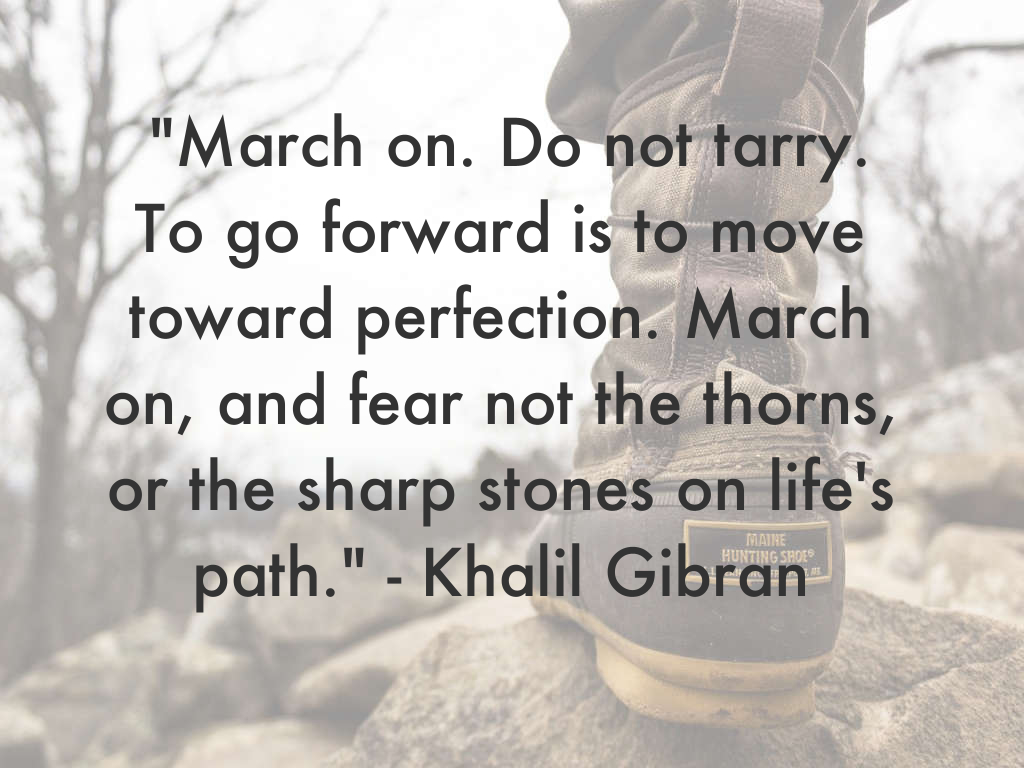 "March on. Do not tarry.
To go forward is to move
toward perfection. March
on, and fear not the thorns,
or the sharp stones on life's
path." - Khalil Gibran
MAINE
HUNTING SHOE®